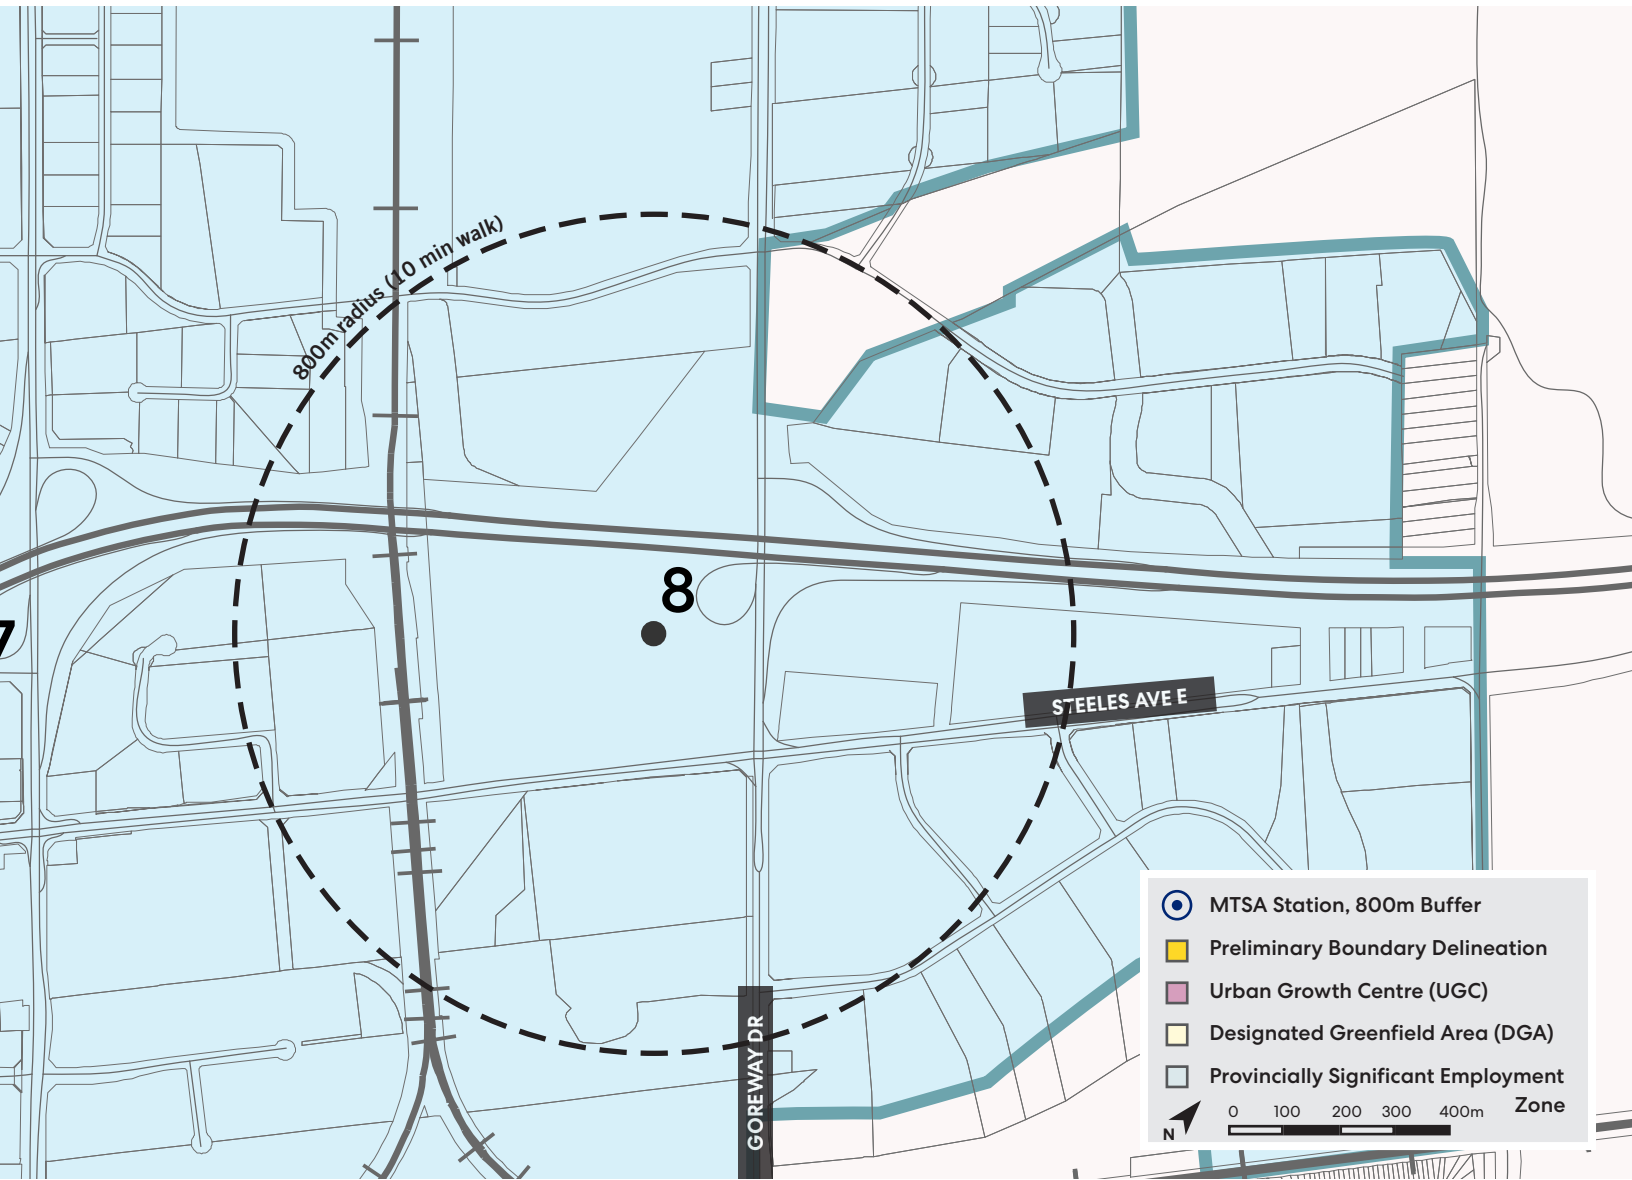 800m radius (10 min walk)
8
7
STEELES AVE E
GOREWAY DR
MTSA Station, 800m Buffer
Preliminary Boundary Delineation
Urban Growth Centre (UGC)
Designated Greenfield Area (DGA)
Provincially Significant Employment
Zone
N
0 100 200 300 400m